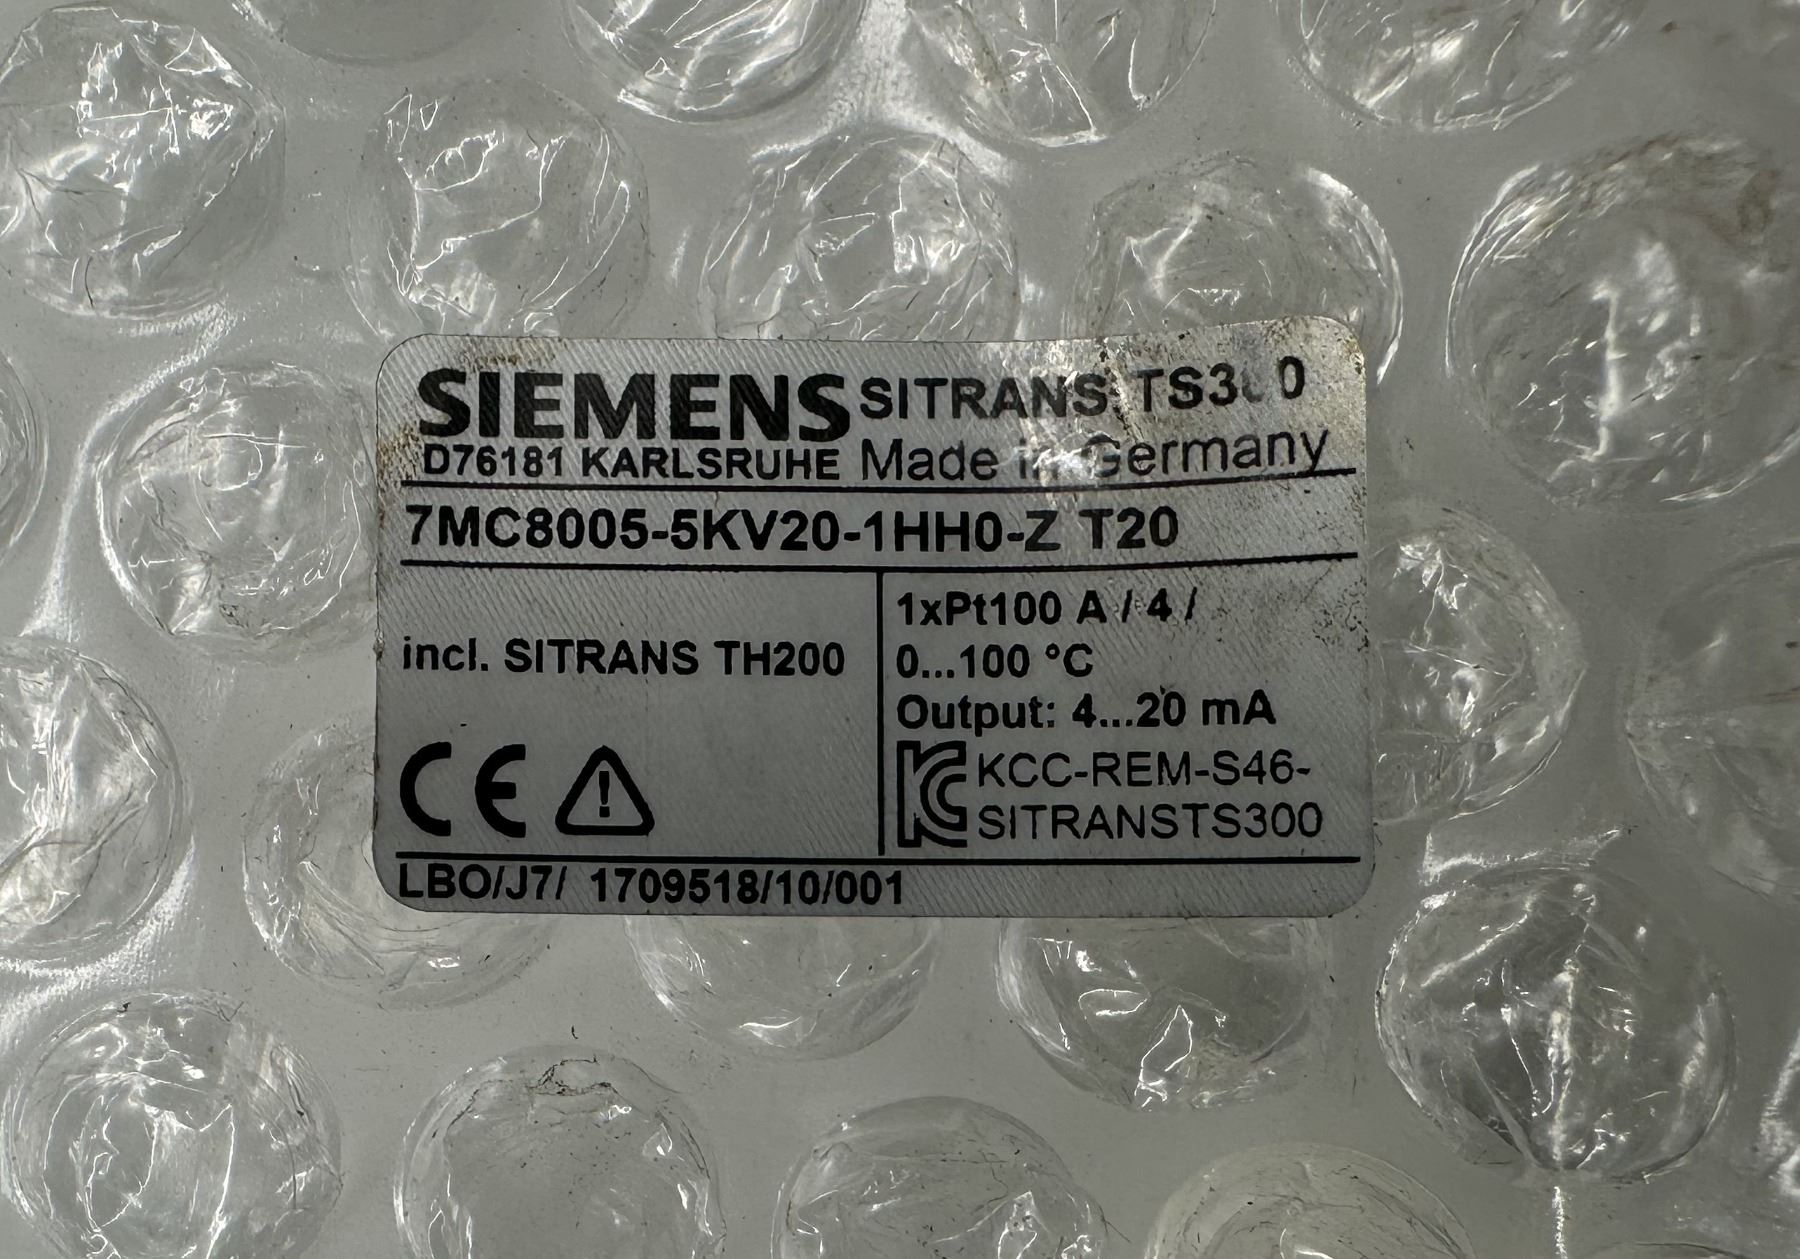 SIEMENS SITRANS TS300
D76181 KARLSRUHE Made in Germany
7MC8005-5KV20-1HH0-Z T20
incl. SITRANS TH200
1xPt100 A / 4 /
0...100 °C
Output: 4...20 mA
KCC-REM-S46-
SITRANSTS300
CE
LBO/J7/ 1709518/10/001